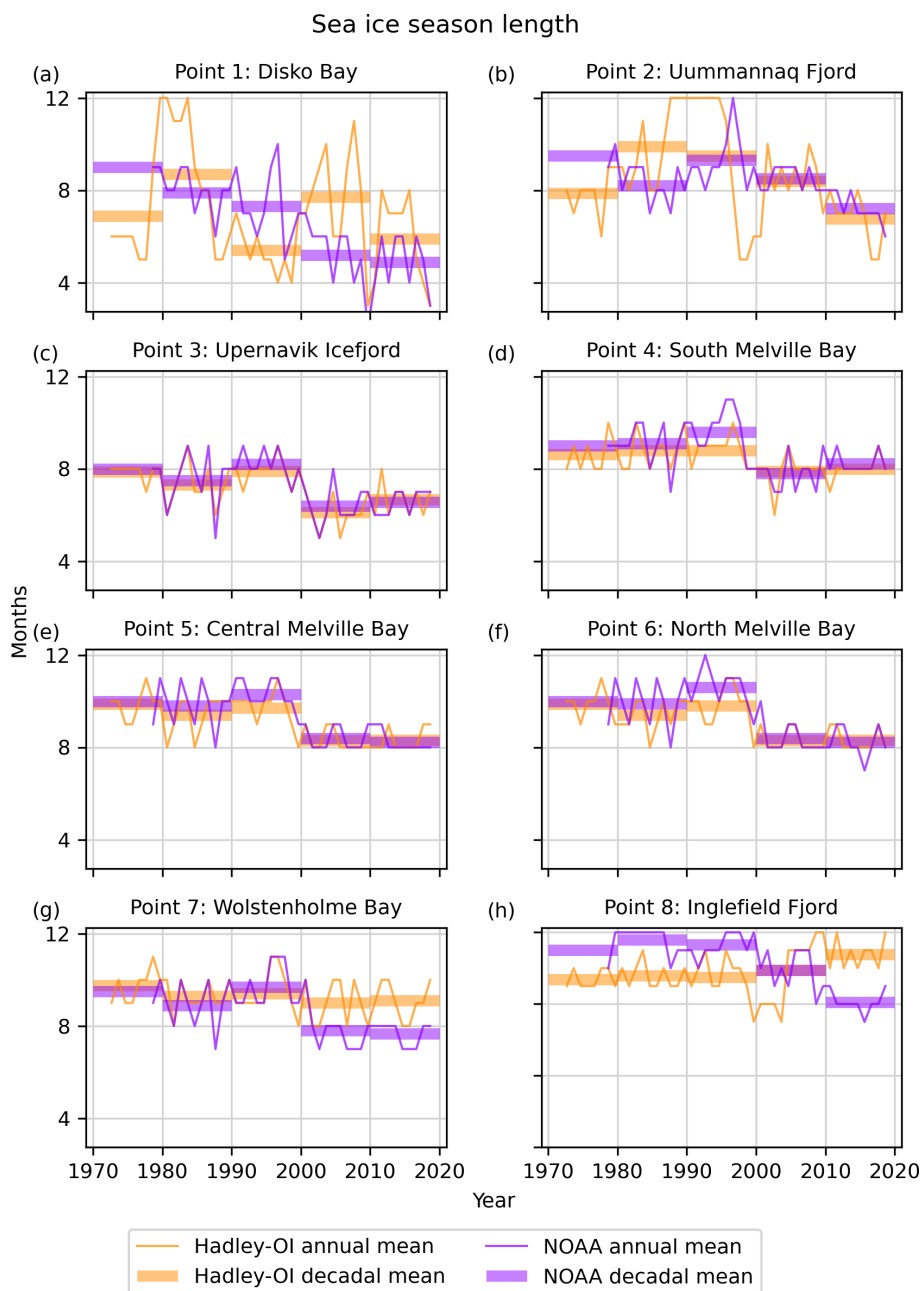 Sea ice season length
(a) Point 1: Disko Bay
(b) Point 2: Uummannaq Fjord
12
8
4
(c) Point 3: Upernavik Icefjord
(d) Point 4: South Melville Bay
12
8
4
Months
(e) Point 5: Central Melville Bay
(f) Point 6: North Melville Bay
12
8
4
(g) Point 7: Wolstenholme Bay
(h) Point 8: Inglefield Fjord
12
8
4
1970 1980 1990 2000 2010 2020
1970 1980 1990 2000 2010 2020
Year
Hadley-OI annual mean
Hadley-OI decadal mean
NOAA annual mean
NOAA decadal mean